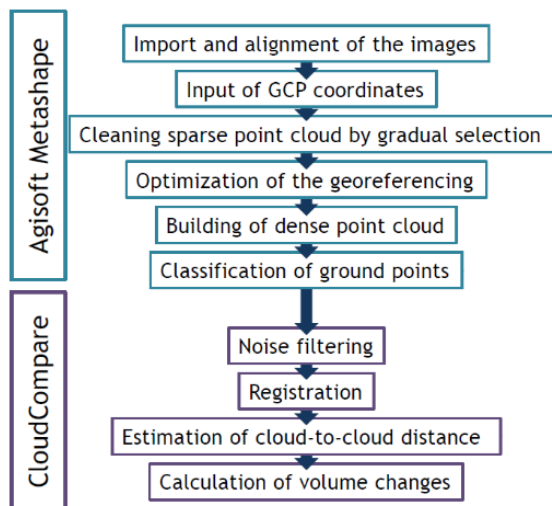 Agisoft Metashape
Import and alignment of the images
Input of GCP coordinates
Cleaning sparse point cloud by gradual selection
Optimization of the georeferencing
Building of dense point cloud
Classification of ground points
CloudCompare
Noise filtering
Registration
Estimation of cloud-to-cloud distance
Calculation of volume changes